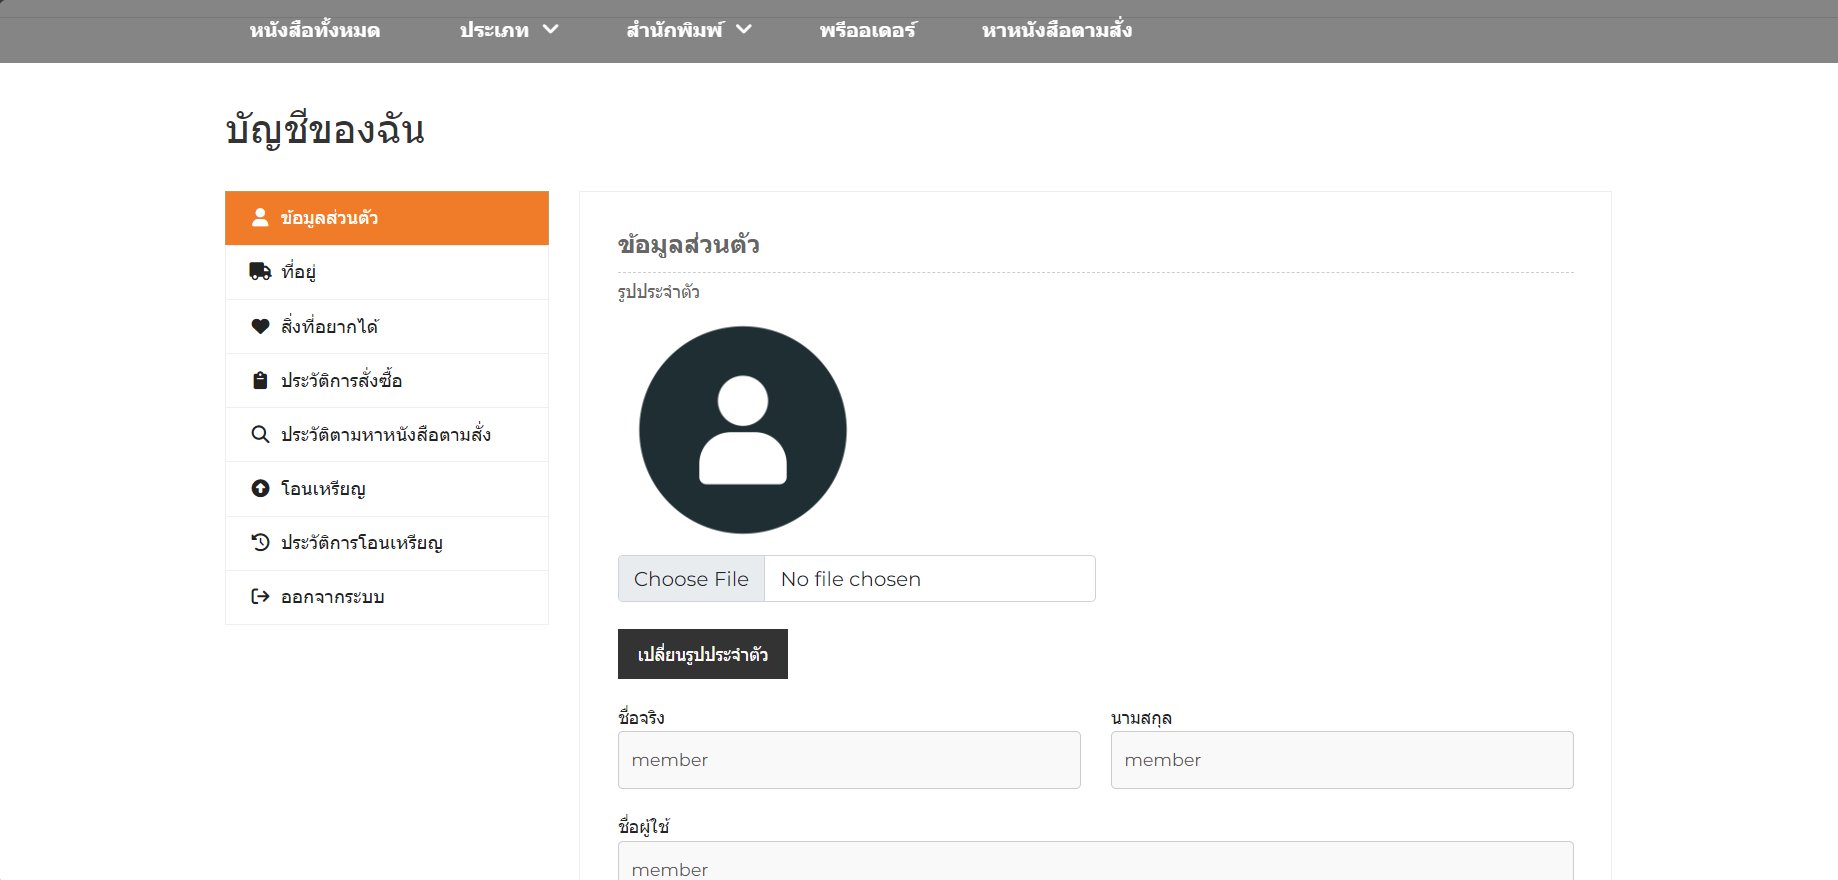 หนังสือทั้งหมด ประเภท สำนักพิมพ์ พรีออเดอร์ หาหนังสือตามสั่ง
บัญชีของฉัน
ข้อมูลส่วนตัว
ที่อยู่
สิ่งที่อยากได้
ประวัติการสั่งซื้อ
ประวัติตามหาหนังสือตามสั่ง
โอนเหรียญ
ประวัติการโอนเหรียญ
ออกจากระบบ
ข้อมูลส่วนตัว
รูปประจำตัว
Choose File No file chosen
เปลี่ยนรูปประจำตัว
ชื่อจริง นามสกุล
member member
ชื่อผู้ใช้
member